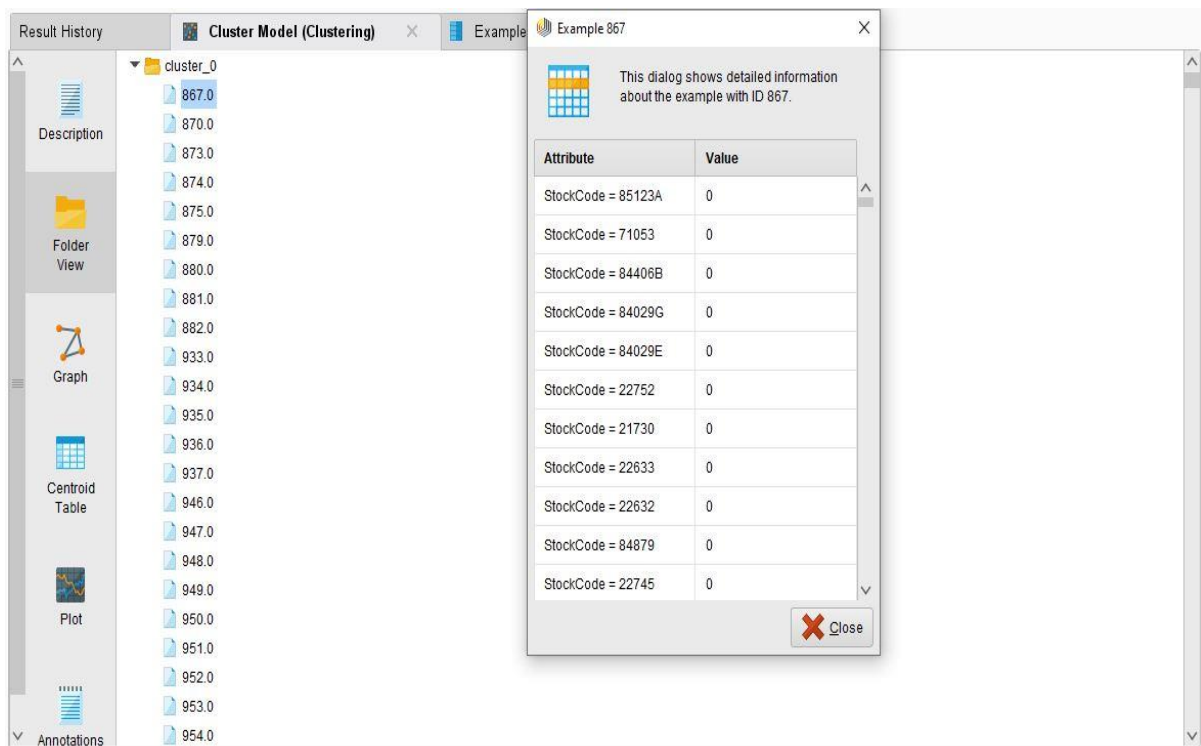 Result History
Cluster Model (Clustering)
Example
Description
Folder
View
Graph
Centroid
Table
Plot
Annotations
cluster_0
867.0
870.0
873.0
874.0
875.0
879.0
880.0
881.0
882.0
933.0
934.0
935.0
936.0
937.0
946.0
947.0
948.0
949.0
950.0
951.0
952.0
953.0
954.0
Example 867
This dialog shows detailed information
about the example with ID 867.
Attribute Value
StockCode = 85123A 0
StockCode = 71053 0
StockCode = 84406B 0
StockCode = 84029G 0
StockCode = 84029E 0
StockCode = 22752 0
StockCode = 21730 0
StockCode = 22633 0
StockCode = 22632 0
StockCode = 84879 0
StockCode = 22745 0
Close